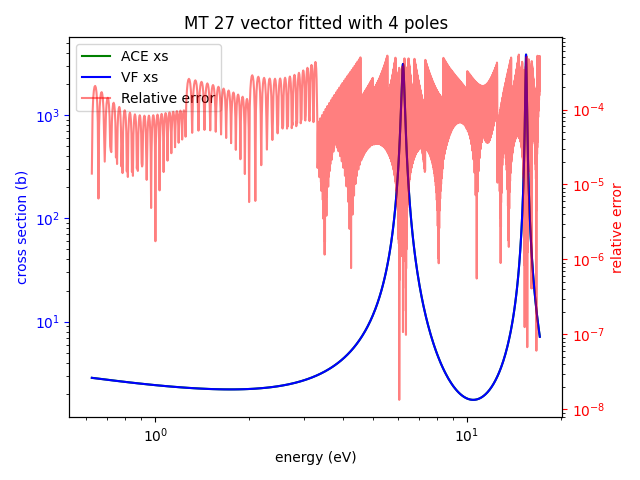 MT 27 vector fitted with 4 poles
ACE xs
VF xs
Relative error
cross section (b)
10³
10²
10¹
10⁻⁴
10⁻⁵
10⁻⁶
10⁻⁷
10⁻⁸
relative error
10⁰
10¹
energy (eV)